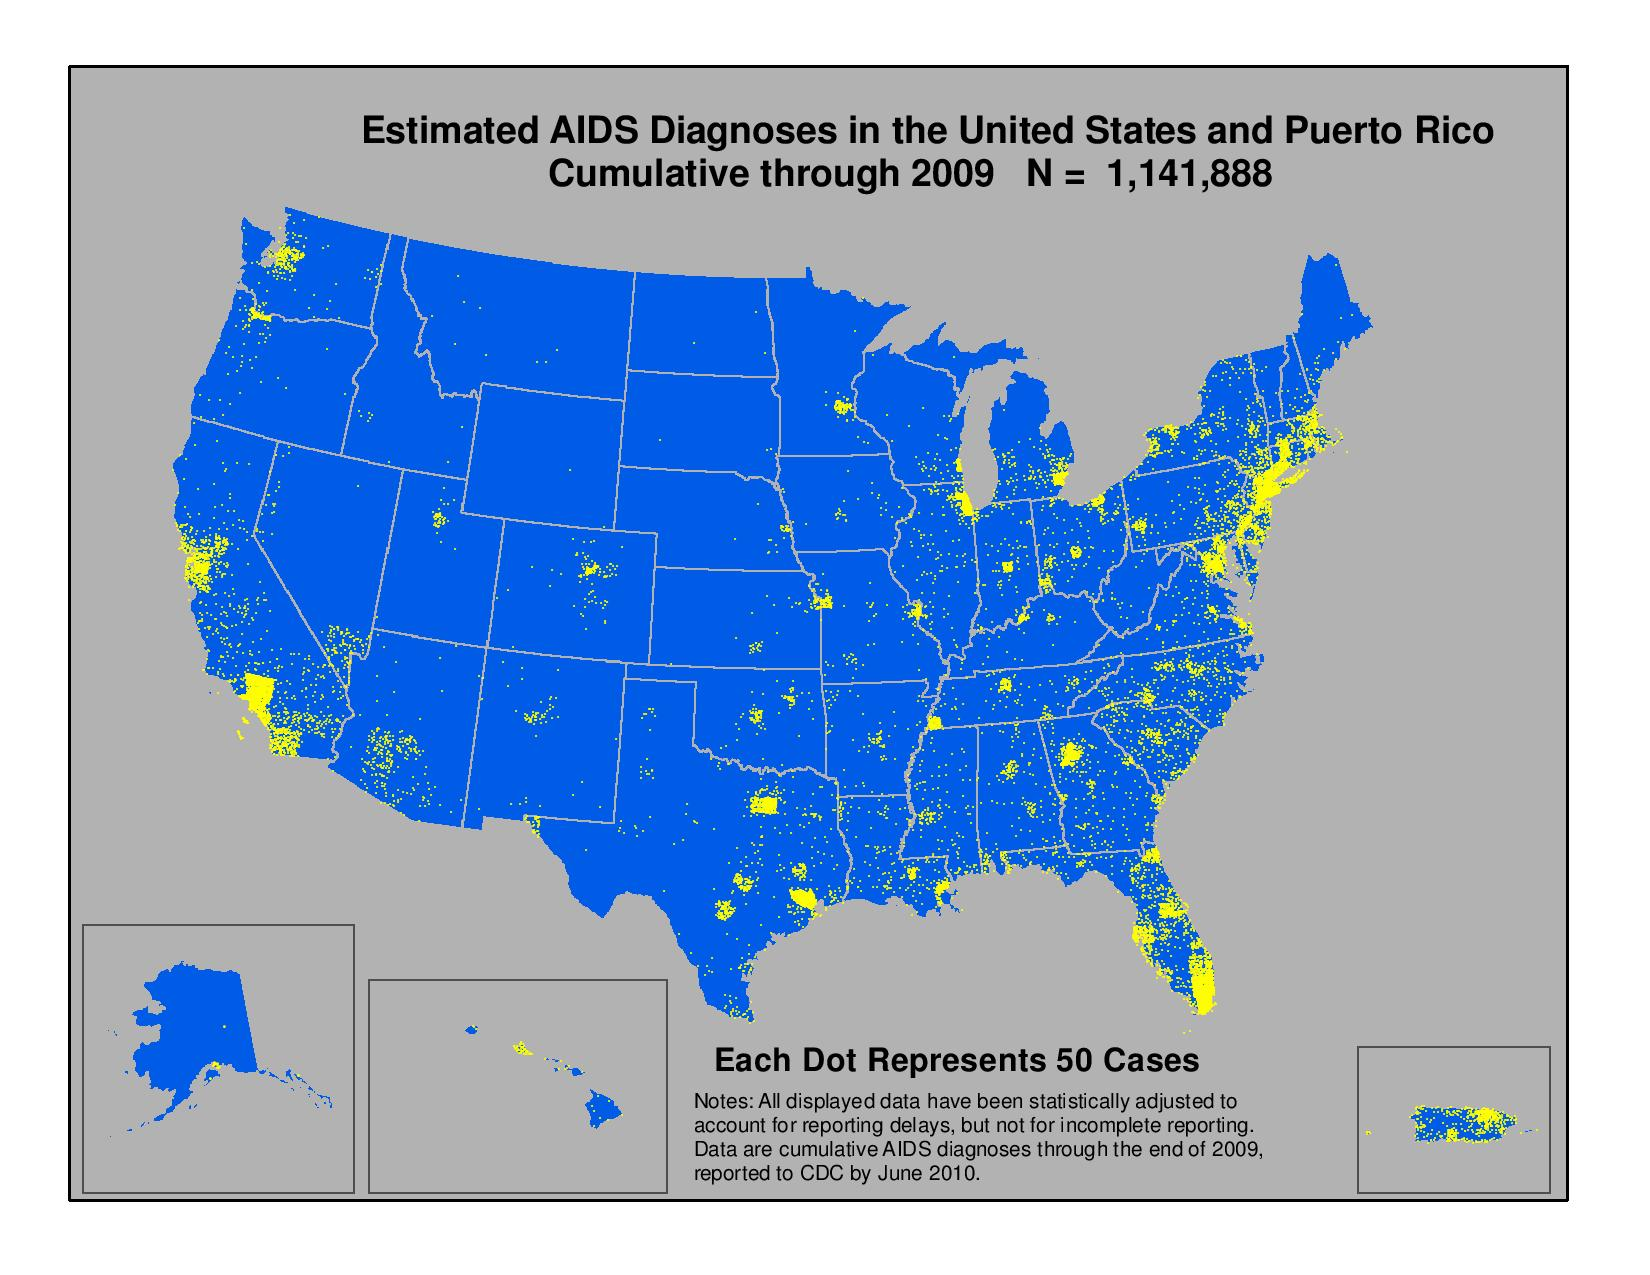 Estimated AIDS Diagnoses in the United States and Puerto Rico
Cumulative through 2009 N = 1,141,888
Each Dot Represents 50 Cases
Notes: All displayed data have been statistically adjusted to
account for reporting delays, but not for incomplete reporting.
Data are cumulative AIDS diagnoses through the end of 2009,
reported to CDC by June 2010.